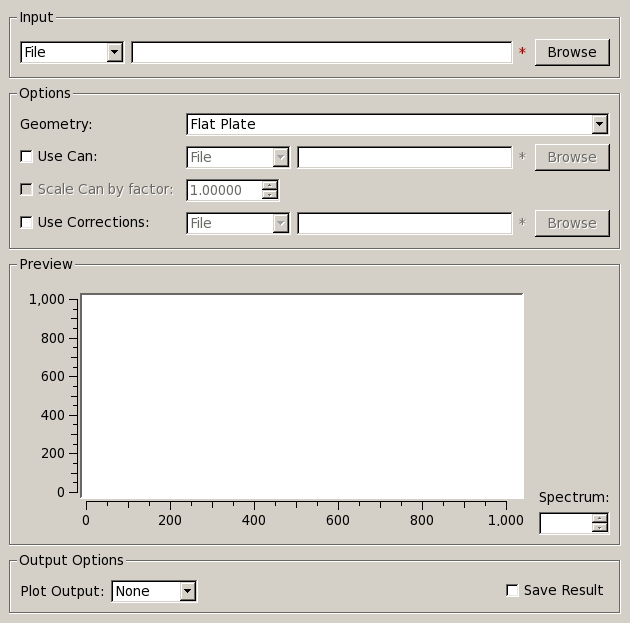 Input
File * Browse
Options
Geometry: Flat Plate
Use Can: File * Browse
Scale Can by factor: 1.00000
Use Corrections: File * Browse
Preview
1,000
800
600
400
200
0
0 200 400 600 800 1,000
Spectrum:
Output Options
Plot Output: None Save Result